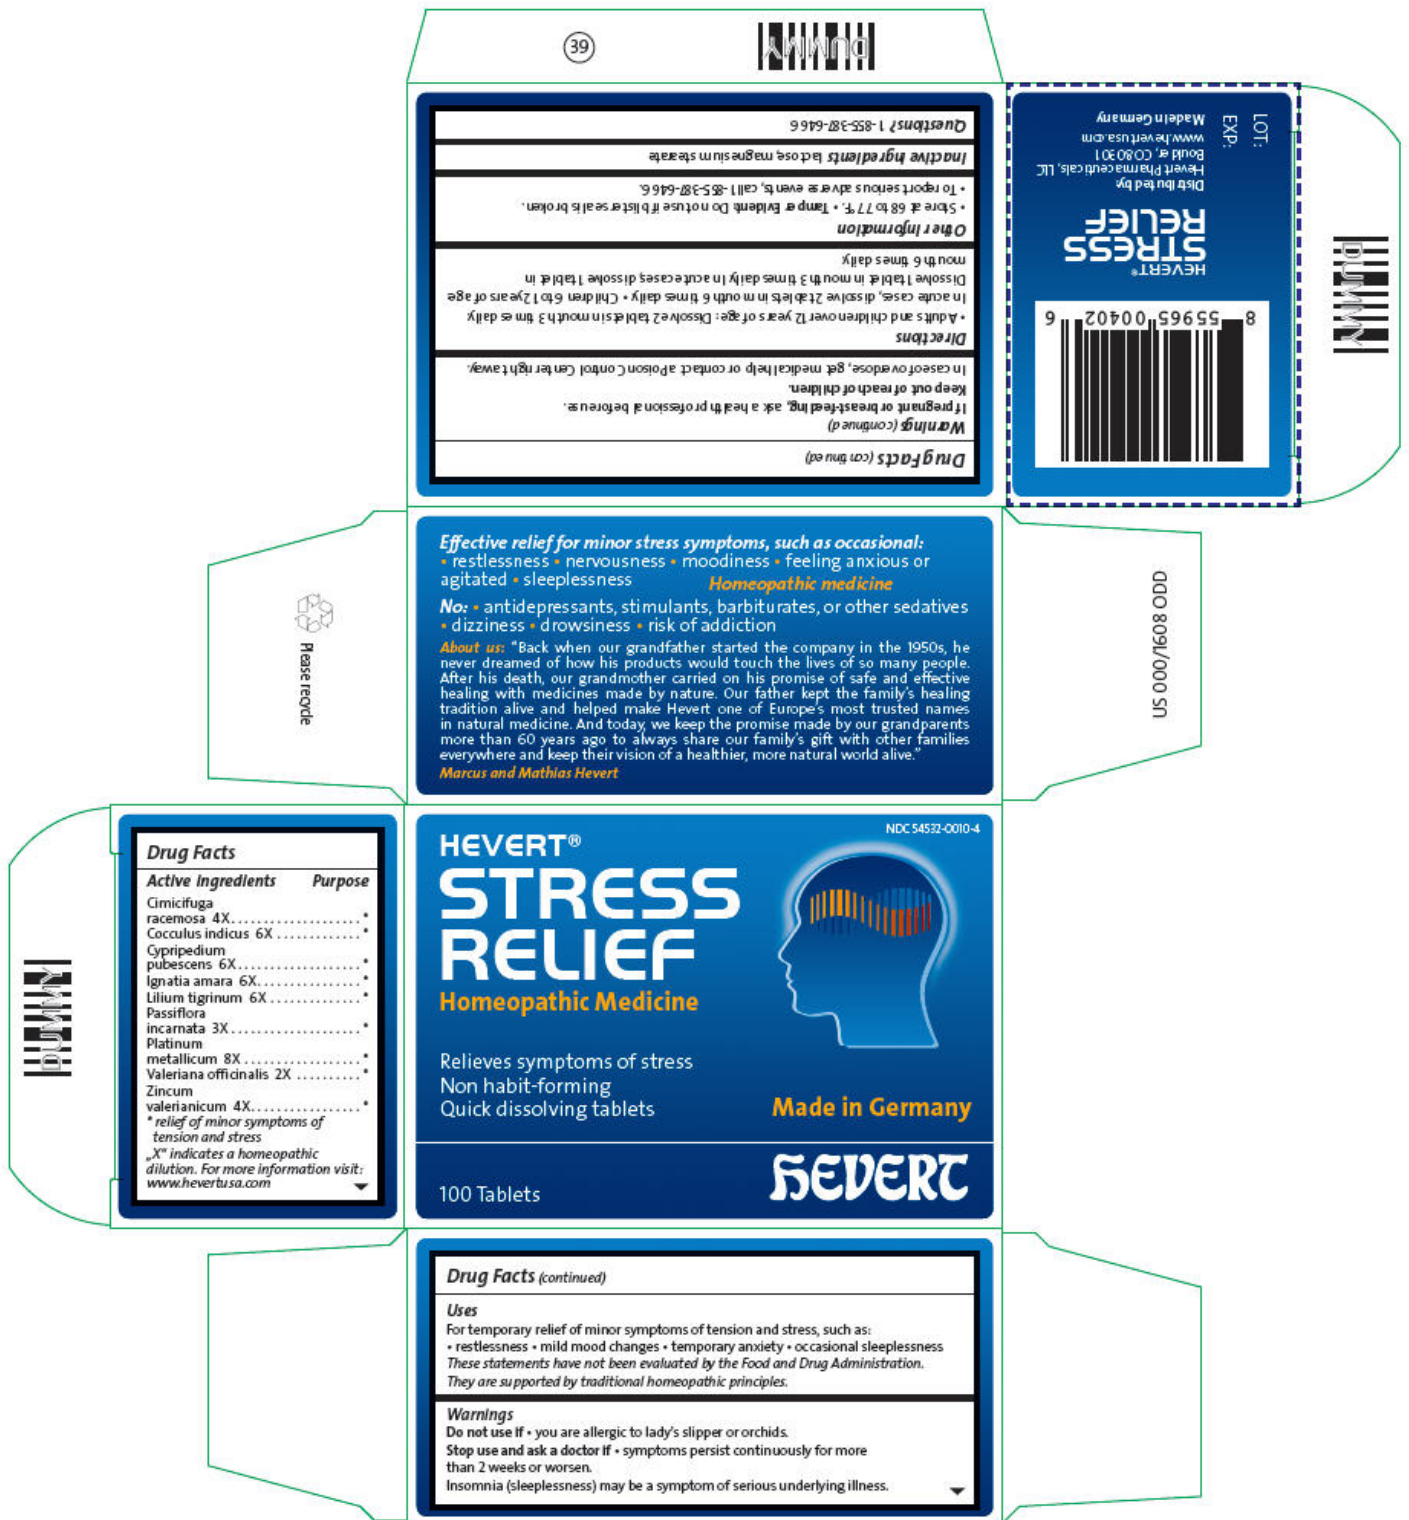 39
DUMMY
Drug Facts (continued)
Warnings (continued)
If pregnant or breast-feeding, ask a health professional before use.
Keep out of reach of children.
In case of overdose, get medical help or contact a Poison Control Center right away.
Directions
• Adults and children over 12 years of age: Dissolve 2 tablets in mouth 3 times daily
In acute cases, dissolve 2 tablets in mouth 6 times daily • Children 6 to 12 years of age
Dissolve 1 tablet in mouth 3 times daily In acute cases, dissolve 1 tablet in
mouth 6 times daily
Other Information
• Store at 68 to 77°F. • Tamper Evident: Do not use if blister seal is broken.
• To report serious adverse events, call 1-855-387-6466.
Inactive Ingredients lactose, magnesium stearate
Questions? 1-855-387-6466
8 55965 00402 6
HEVERT®
STRESS
RELIEF
Distributed by:
Hevert Pharmaceuticals, LLC
Boulder, CO 80301
www.hevertusa.com
Made in Germany
EXP:
LOT:
DUMMY
Effective relief for minor stress symptoms, such as occasional:
• restlessness • nervousness • moodiness • feeling anxious or
agitated • sleeplessness Homeopathic medicine
No: • antidepressants, stimulants, barbiturates, or other sedatives
• dizziness • drowsiness • risk of addiction
About us: "Back when our grandfather started the company in the 1950s, he
never dreamed of how his products would touch the lives of so many people.
After his death, our grandmother carried on his promise of safe and effective
healing with medicines made by nature. Our father kept the family's healing
tradition alive and helped make Hevert one of Europe's most trusted names
in natural medicine. And today, we keep the promise made by our grandparents
more than 60 years ago to always share our family's gift with other families
everywhere and keep their vision of a healthier, more natural world alive."
Marcus and Mathias Hevert
Please recycle
US 000/1608 ODO
DUMMY
Drug Facts
Active Ingredients Purpose
Cimicifuga
racemosa 4X....................*
Cocculus indicus 6X.............*
Cypripedium
pubescens 6X...................*
Ignatia amara 6X................*
Lilium tigrinum 6X..............*
Passiflora
incarnata 3X....................*
Platinum
metallicum 8X..................*
Valeriana officinalis 2X..........*
Zincum
valerianicum 4X.................*
* relief of minor symptoms of
tension and stress
„X“ indicates a homeopathic
dilution. For more information visit:
www.hevertusa.com
NDC 54532-0010-4
HEVERT®
STRESS
RELIEF
Homeopathic Medicine
Relieves symptoms of stress
Non habit-forming
Quick dissolving tablets
Made in Germany
100 Tablets
HEVERT
Drug Facts (continued)
Uses
For temporary relief of minor symptoms of tension and stress, such as:
• restlessness • mild mood changes • temporary anxiety • occasional sleeplessness
These statements have not been evaluated by the Food and Drug Administration.
They are supported by traditional homeopathic principles.
Warnings
Do not use if • you are allergic to lady's slipper or orchids.
Stop use and ask a doctor if • symptoms persist continuously for more
than 2 weeks or worsen.
Insomnia (sleeplessness) may be a symptom of serious underlying illness.